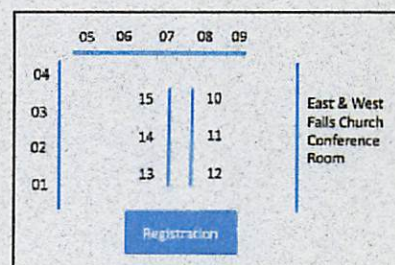 05 06 07 08 09
04
03
02
01
15 10
14 11
13 12
East & West
Falls Church
Conference
Room
Registration